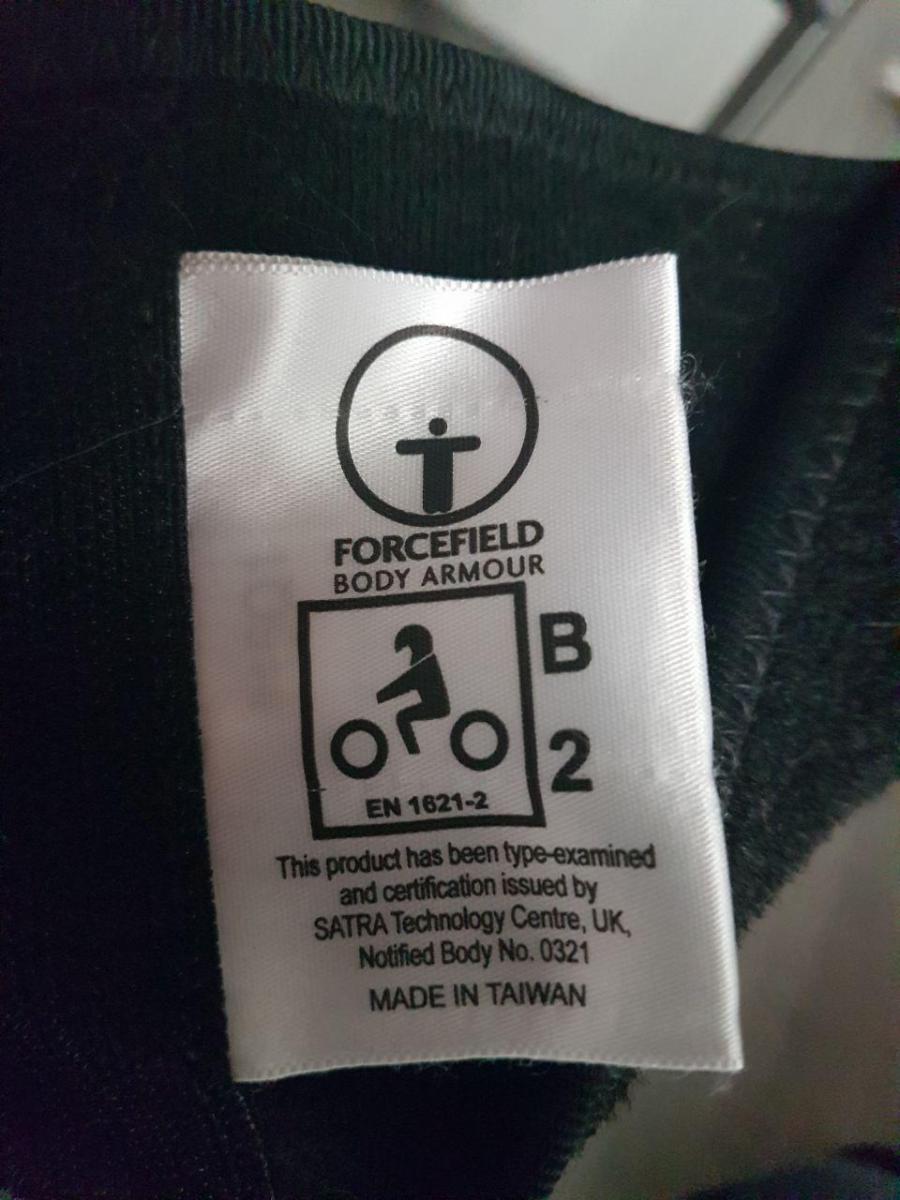 FORCEFIELD
BODY ARMOUR
B
2
EN 1621-2
This product has been type-examined
and certification issued by
SATRA Technology Centre, UK,
Notified Body No. 0321
MADE IN TAIWAN